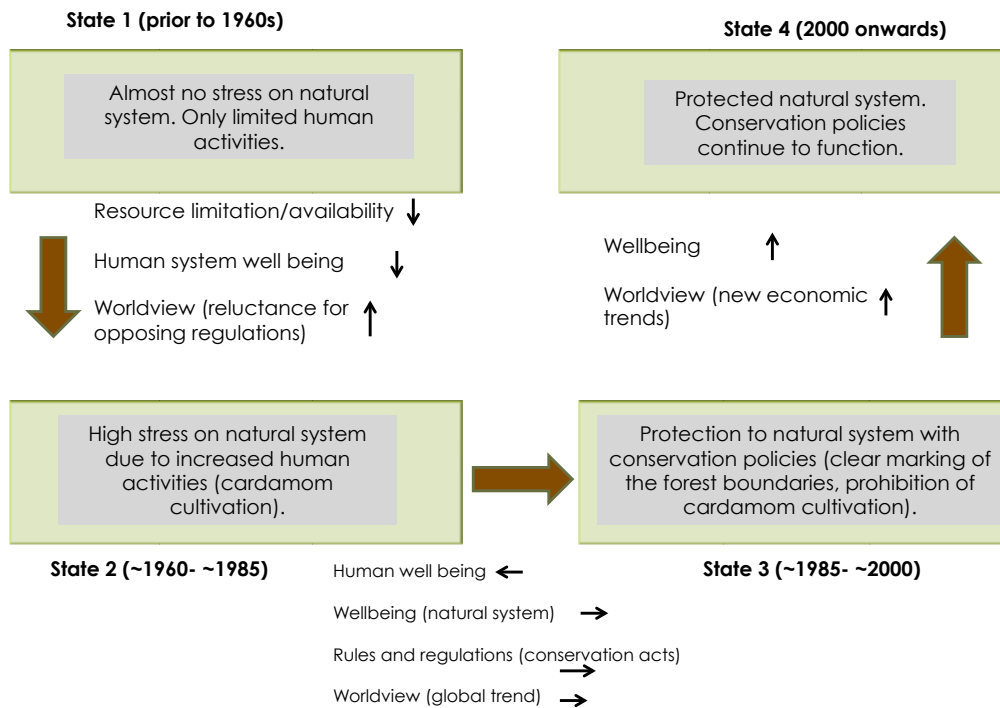 State 1 (prior to 1960s)
Almost no stress on natural
system. Only limited human
activities.
Resource limitation/availability
Human system well being
Worldview (reluctance for
opposing regulations)
High stress on natural system
due to increased human
activities (cardamom
cultivation).
State 2 (~1960- ~1985)
Human well being
Wellbeing (natural system)
Rules and regulations (conservation acts)
Worldview (global trend)
Protection to natural system with
conservation policies (clear marking of
the forest boundaries, prohibition of
cardamom cultivation).
State 3 (~1985- ~2000)
Wellbeing
Worldview (new economic
trends)
State 4 (2000 onwards)
Protected natural system.
Conservation policies
continue to function.